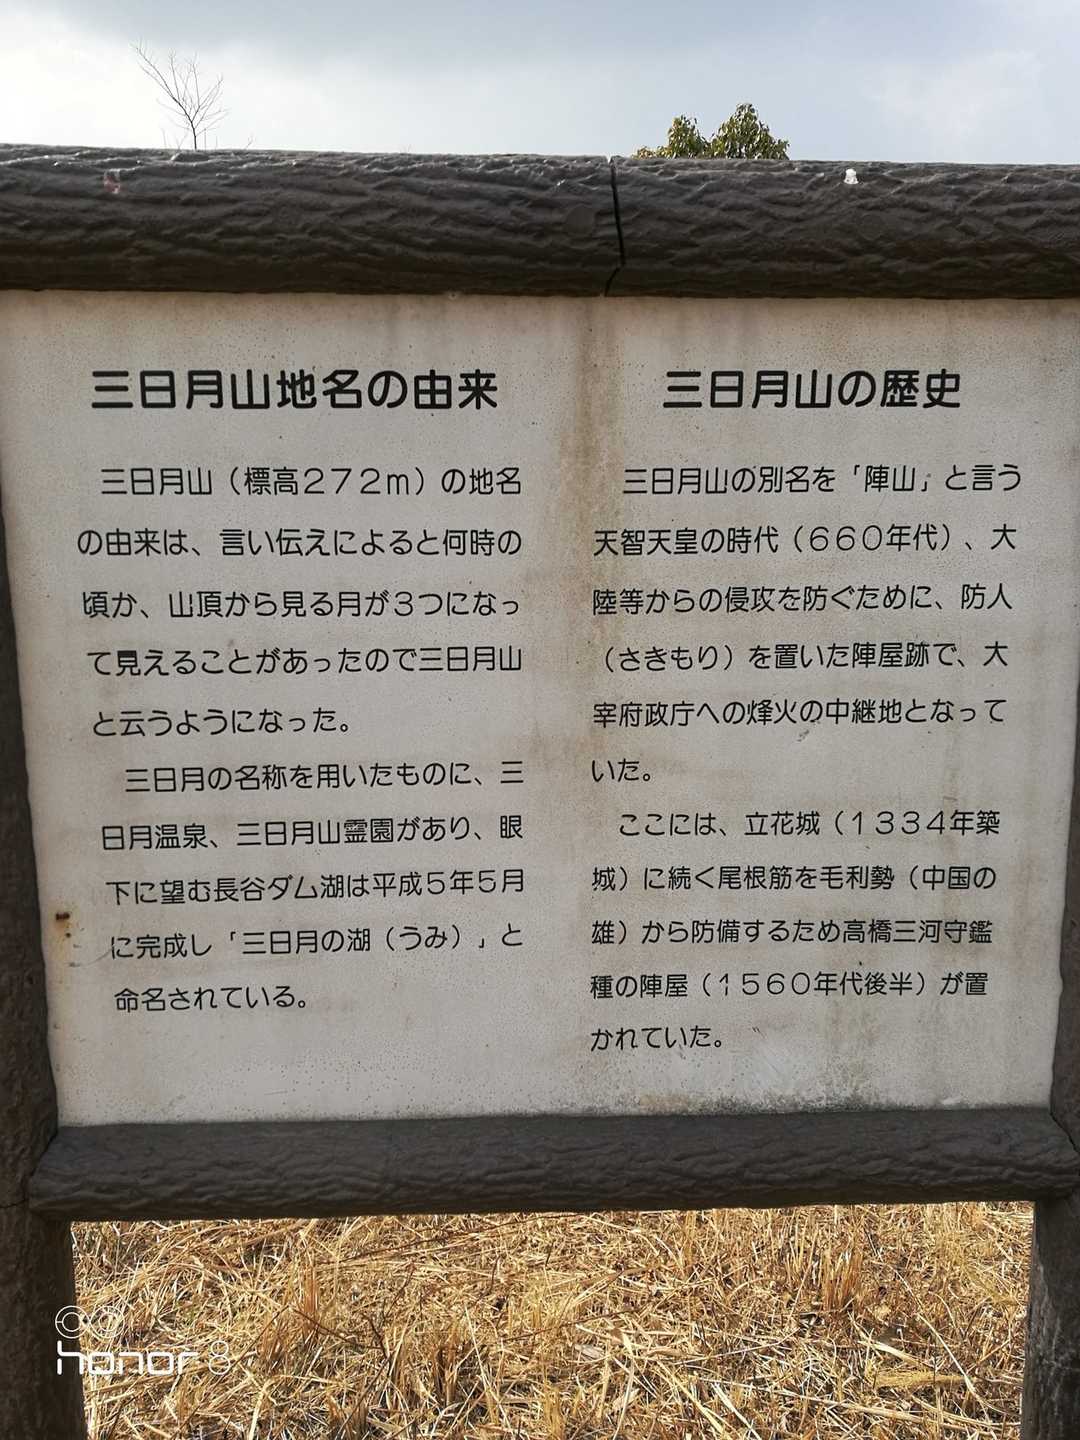 三日月山地名の由来
三日月山（標高272m）の地名
の由来は、言い伝えによると何時の
頃か、山頂から見る月が3つになっ
て見えることがあったので三日月山
と云うようになった。
三日月の名称を用いたものに、三
日月温泉、三日月山霊園があり、眼
下に望む長谷ダム湖は平成5年5月
に完成し「三日月の湖（うみ）」と
命名されている。
三日月山の歴史
三日月山の別名を「陣山」と言う
天智天皇の時代（660年代）、大
陸等からの侵攻を防ぐために、防人
（さきもり）を置いた陣屋跡で、大
宰府政庁への烽火の中継地となって
いた。
ここには、立花城（1334年築
城）に続く尾根筋を毛利勢（中国の
雄）から防備するため高橋三河守鑑
種の陣屋（1560年代後半）が置
かれていた。
honor 8